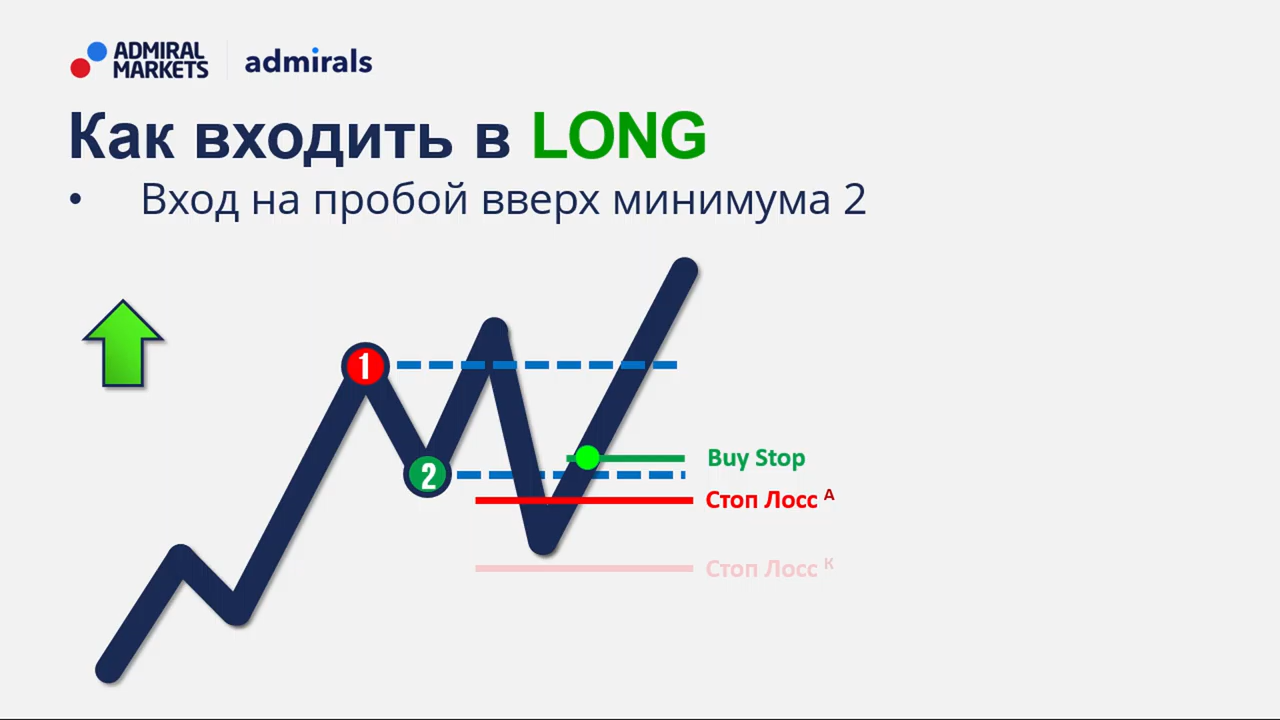 ADMIRAL
MARKETS
admirals
Как входить в LONG
• Вход на пробой вверх минимума 2
1
2
Buy Stop
Стоп Лосс А
Стоп Лосс К